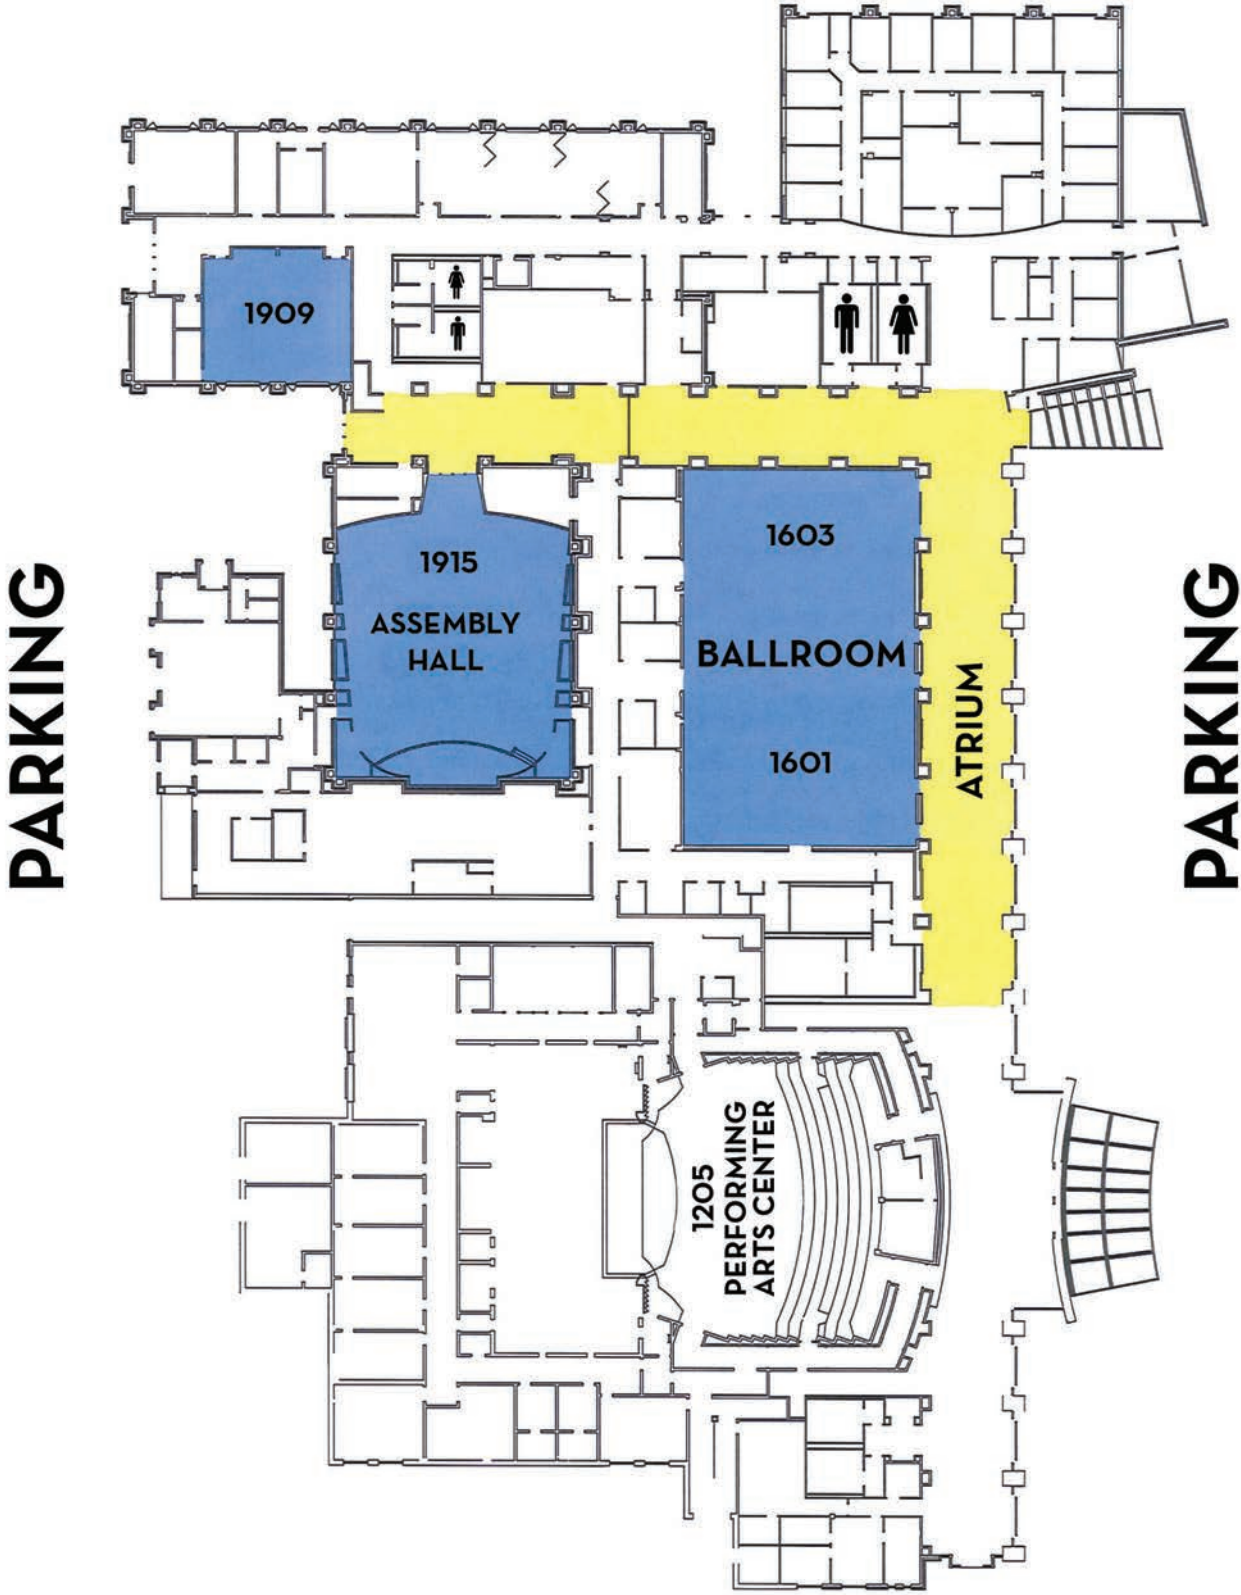 1909
1915
ASSEMBLY
HALL
1603
BALLROOM
1601
ATRIUM
PARKING
PARKING
1205
PERFORMING
ARTS CENTER